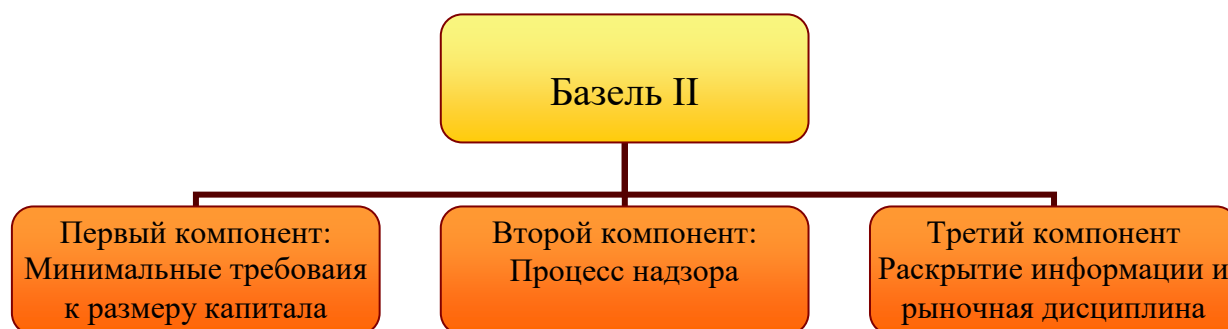 Базель II
Первый компонент:
Минимальные требоваия
к размеру капитала
Второй компонент:
Процесс надзора
Третий компонент
Раскрытие информации и
рыночная дисциплина